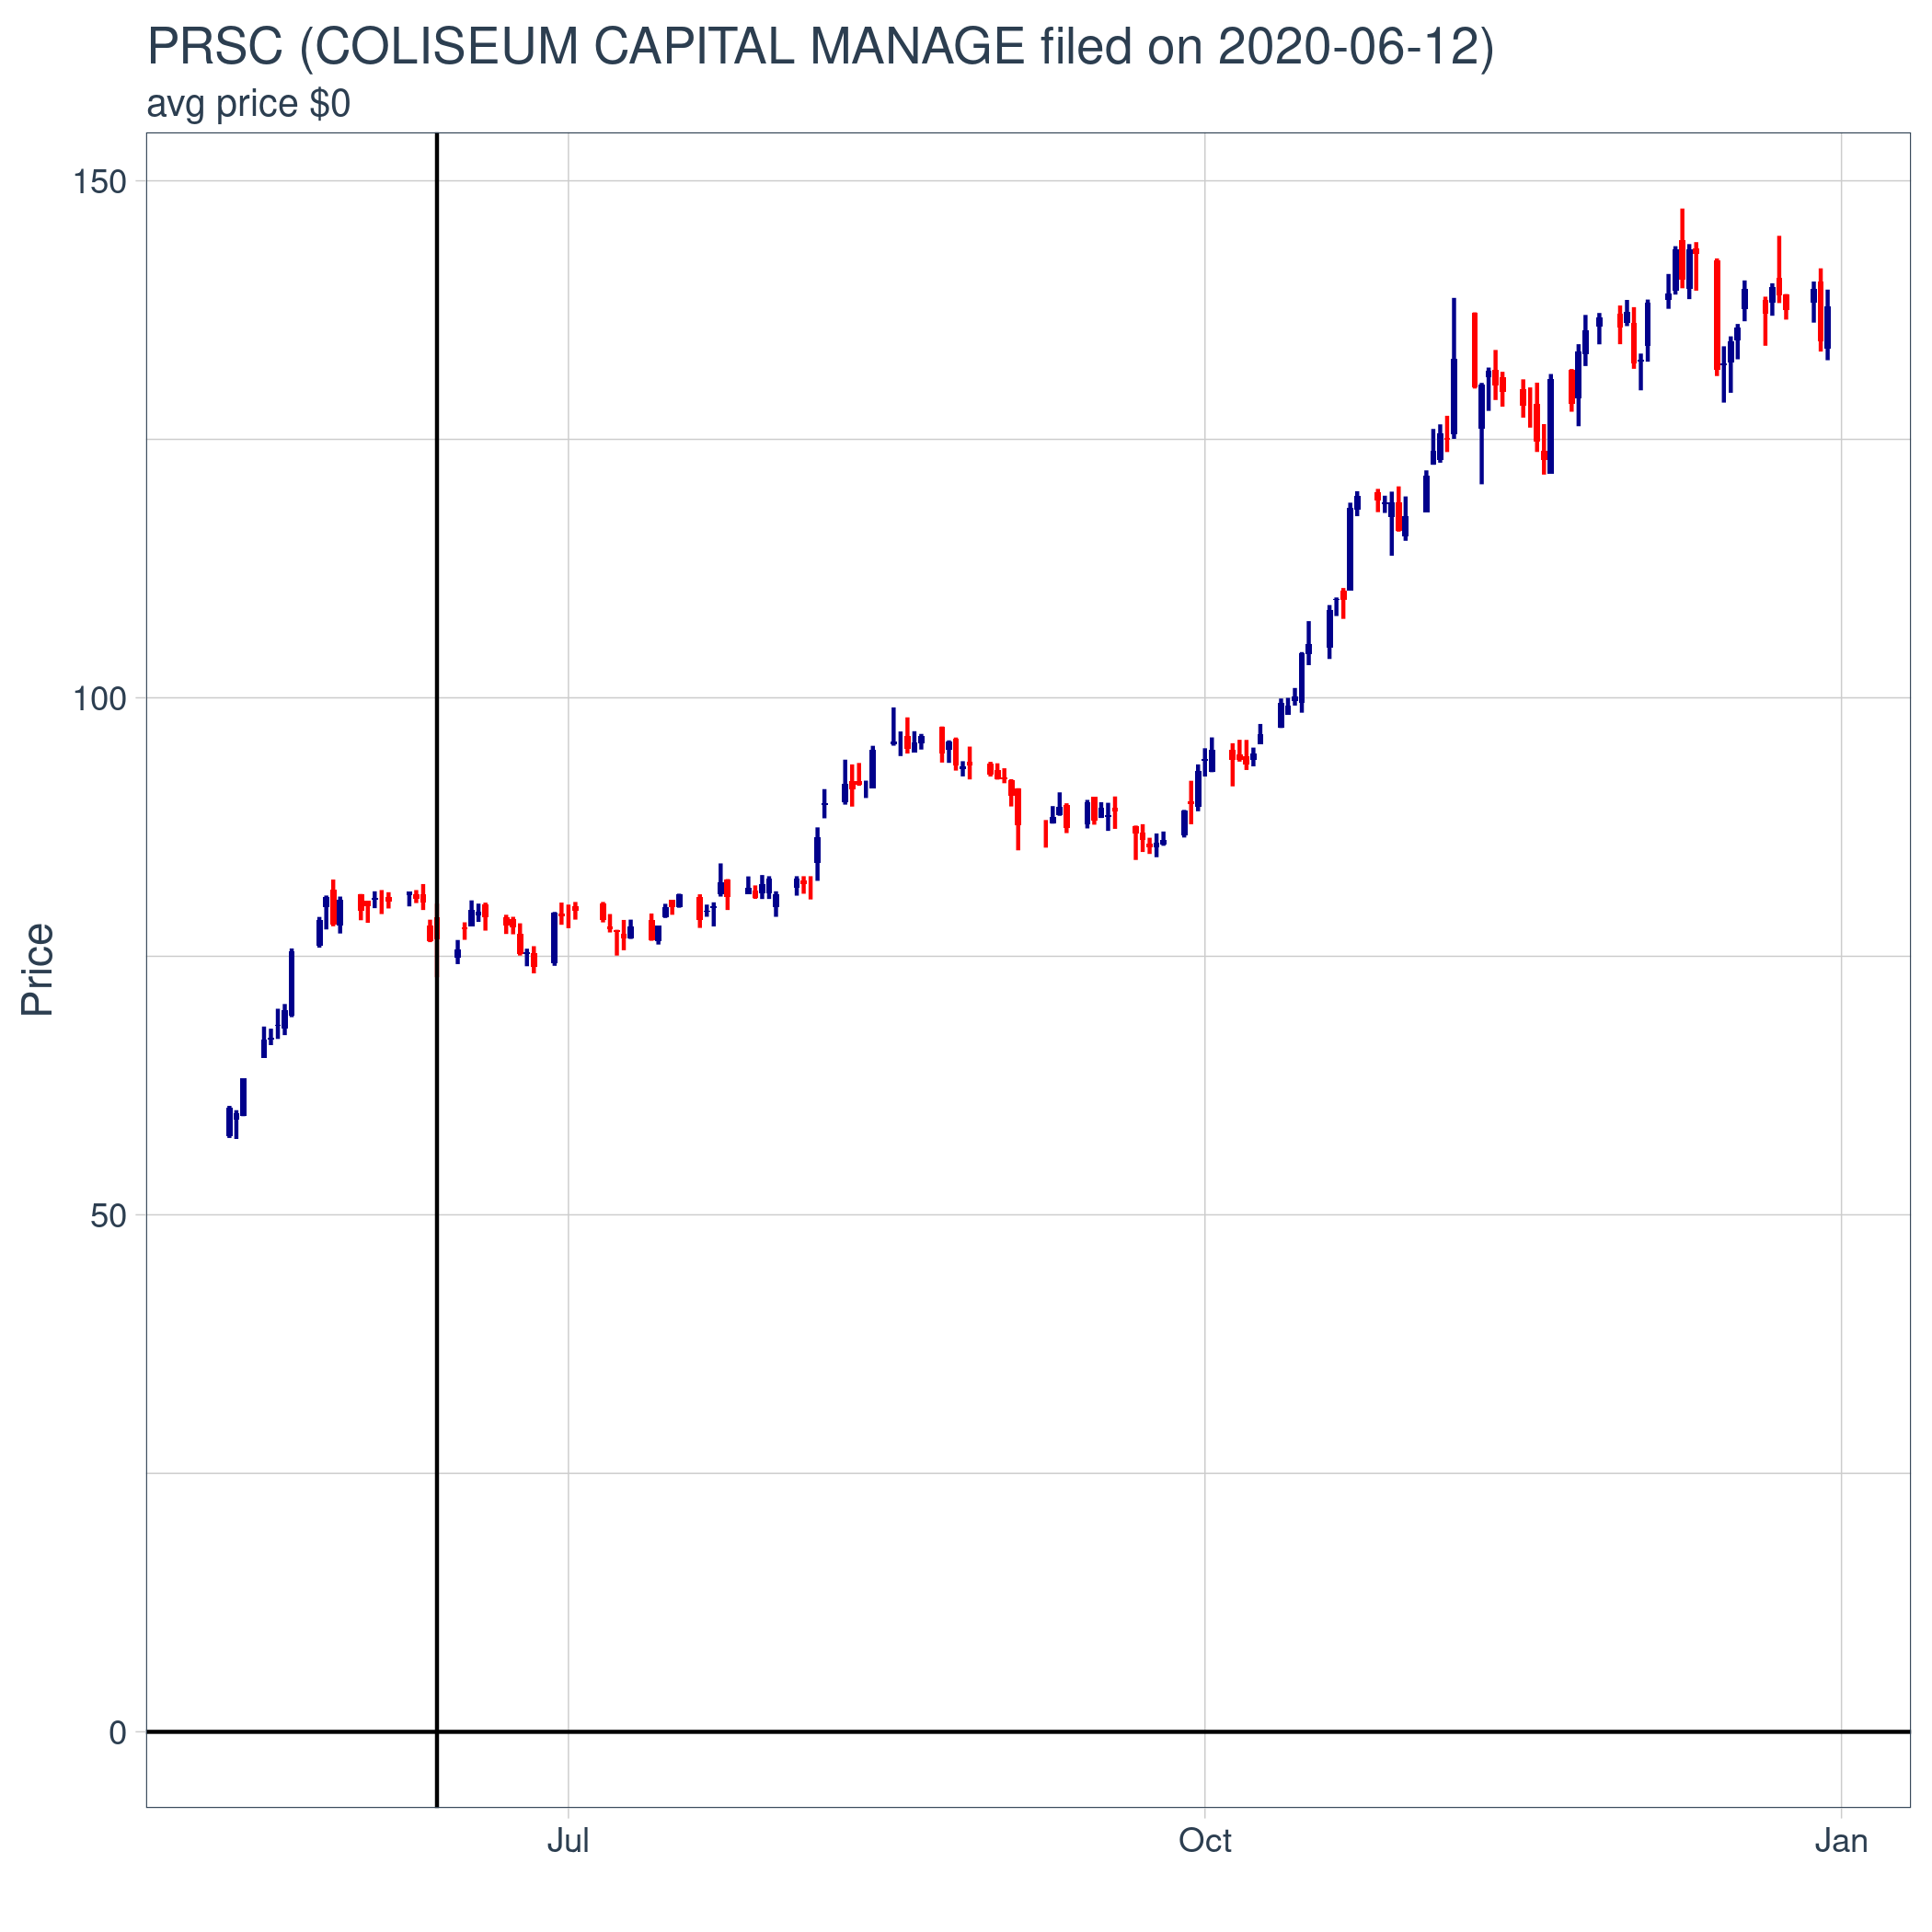 PRSC (COLISEUM CAPITAL MANAGE filed on 2020-06-12)
avg price $0
150
100
50
0
Price
Jul Oct Jan